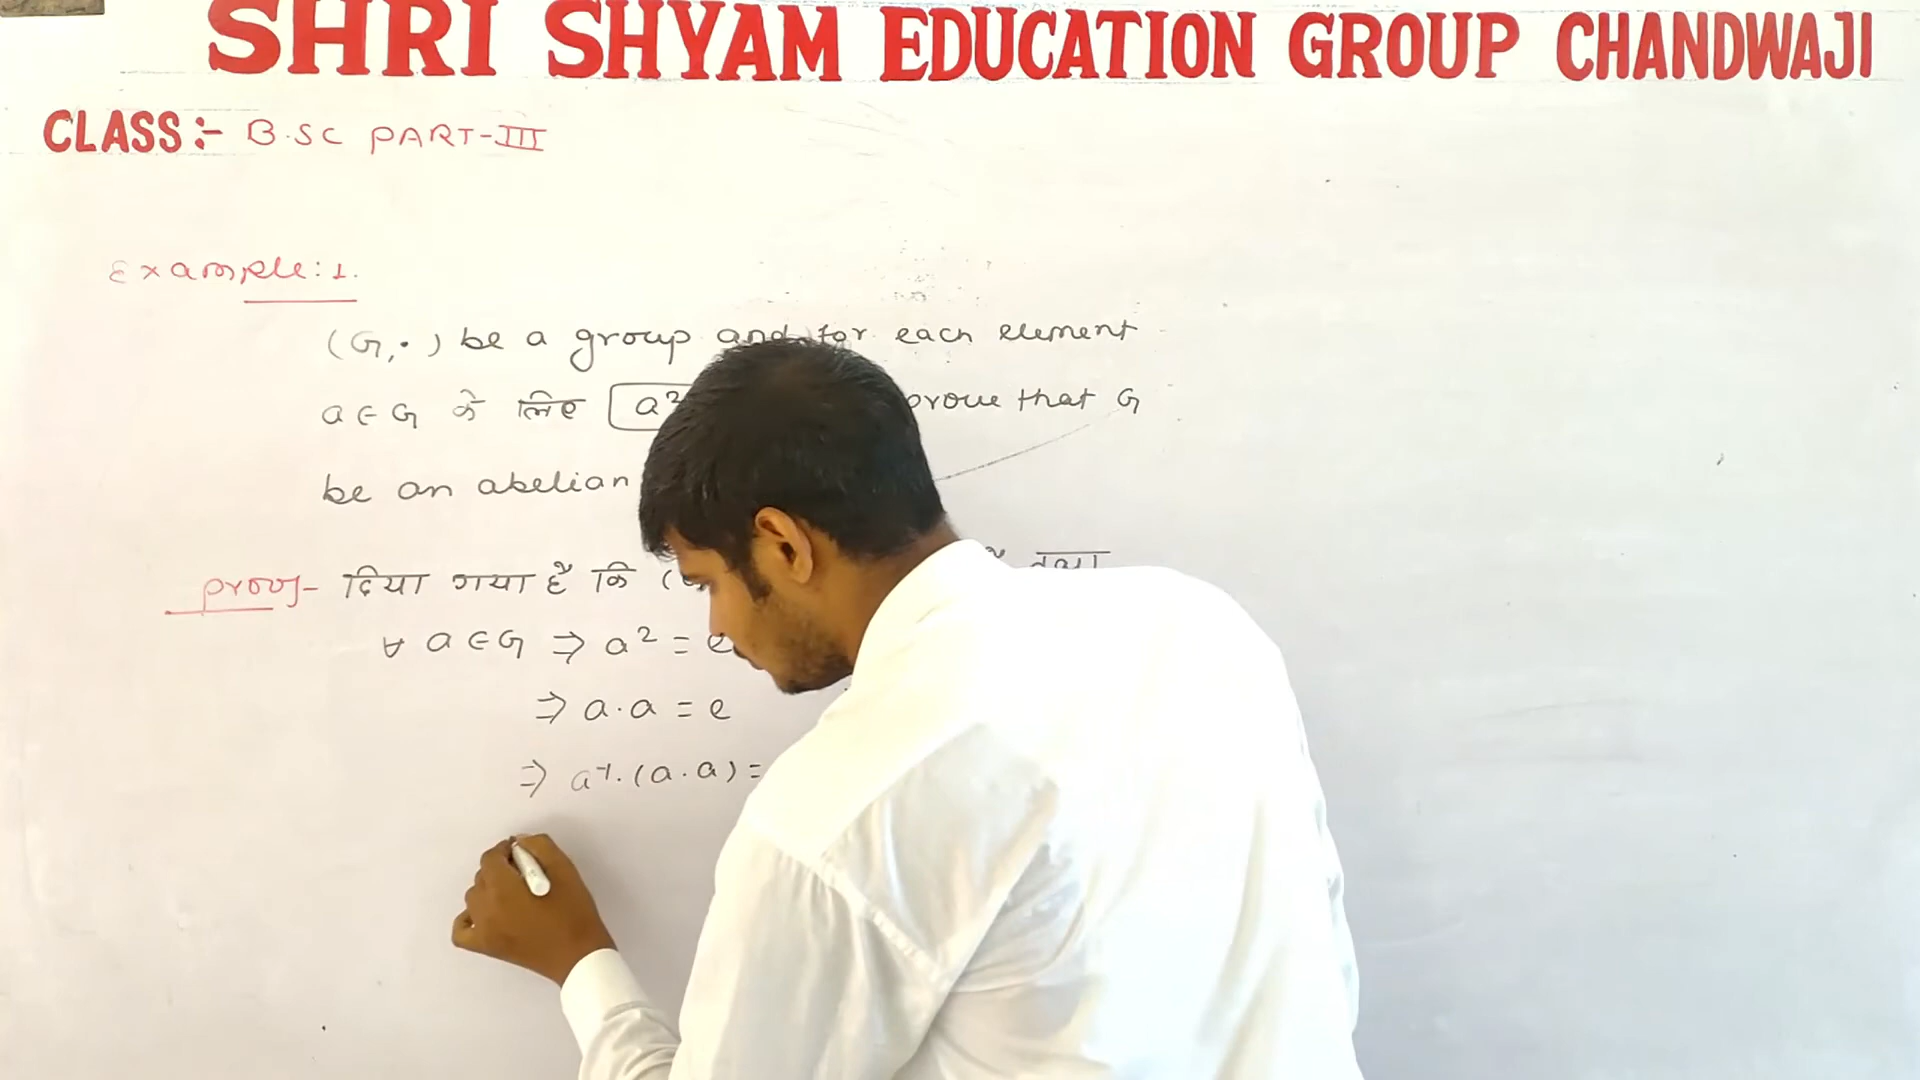 SHRI SHYAM EDUCATION GROUP CHANDWAJI
CLASS:- B.SC PART-III
Example:1.
(G,·) be a group and for each element
a∈G के लिए a² prove that G
be an abelian
proof- दिया गया है कि ( तथा
∀ a∈G ⇒ a² = e
⇒ a·a = e
⇒ a⁻¹·(a·a) =